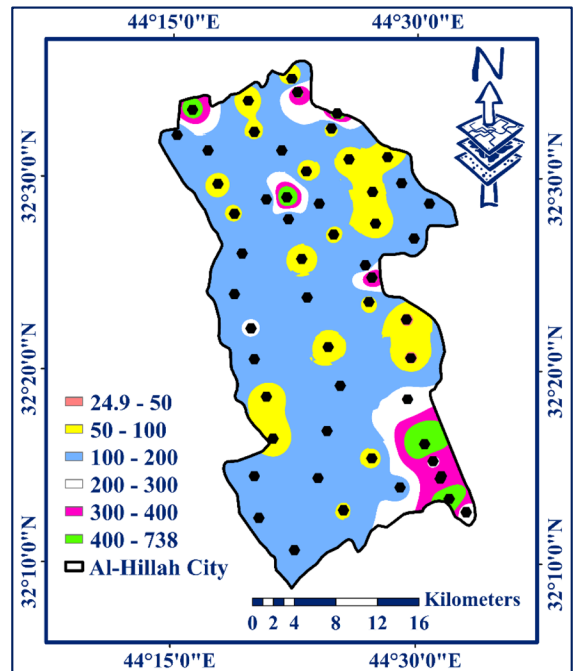 44°15'0"E 44°30'0"E
N
32°30'0"N 32°30'0"N
32°20'0"N 32°20'0"N
24.9 - 50
50 - 100
100 - 200
200 - 300
300 - 400
400 - 738
Al-Hillah City
32°10'0"N 32°10'0"N
Kilometers
0 2 4 8 12 16
44°15'0"E 44°30'0"E